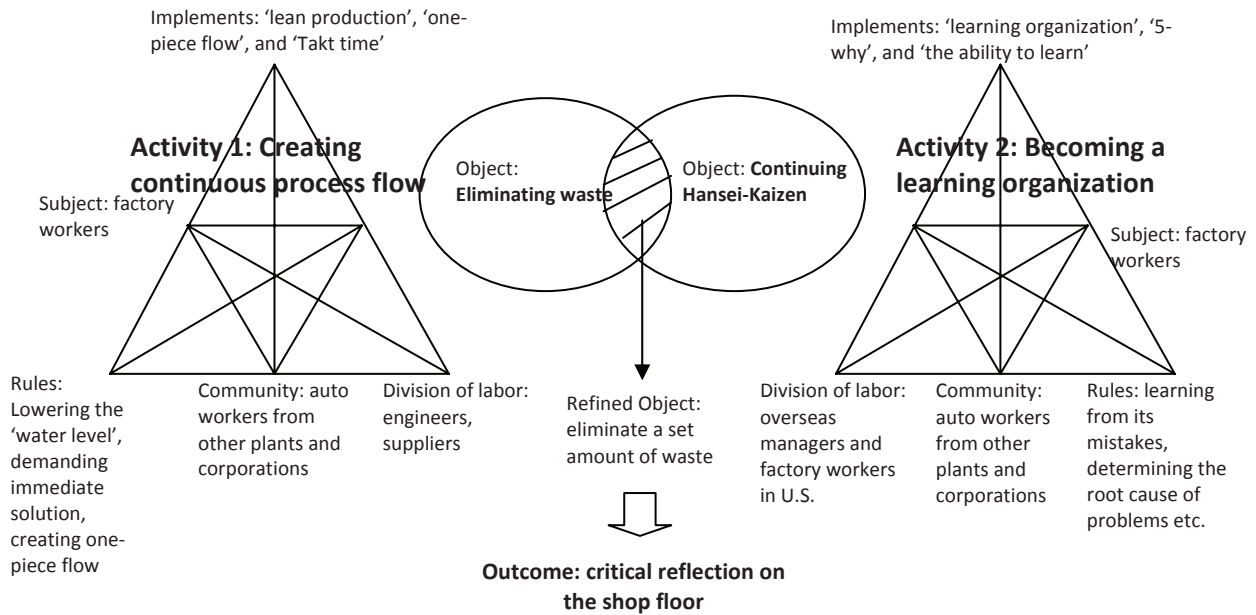 Implements: ‘lean production’, ‘one-
piece flow’, and ‘Takt time’
Activity 1: Creating
continuous process flow
Subject: factory
workers
Rules:
Lowering the
‘water level’,
demanding
immediate
solution,
creating one-
piece flow
Community: auto
workers from
other plants and
corporations
Division of labor:
engineers,
suppliers
Object:
Eliminating waste
Object: Continuing
Hansei-Kaizen
Refined Object:
eliminate a set
amount of waste
Outcome: critical reflection on
the shop floor
Implements: ‘learning organization’, ‘5-
why’, and ‘the ability to learn’
Activity 2: Becoming a
learning organization
Subject: factory
workers
Division of labor:
overseas
managers and
factory workers
in U.S.
Community:
auto workers
from other
plants and
corporations
Rules: learning
from its
mistakes,
determining the
root cause of
problems etc.